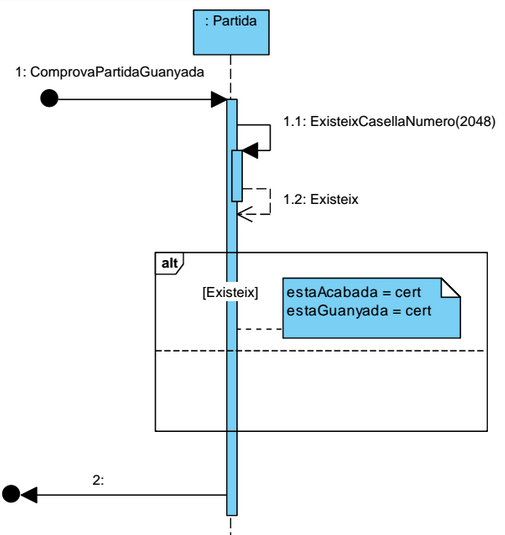 : Partida
1: ComprovaPartidaGuanyada
1.1: ExisteixCasellaNumero(2048)
1.2: Existeix
alt
[Existeix]
estaAcabada = cert
estaGuanyada = cert
2: